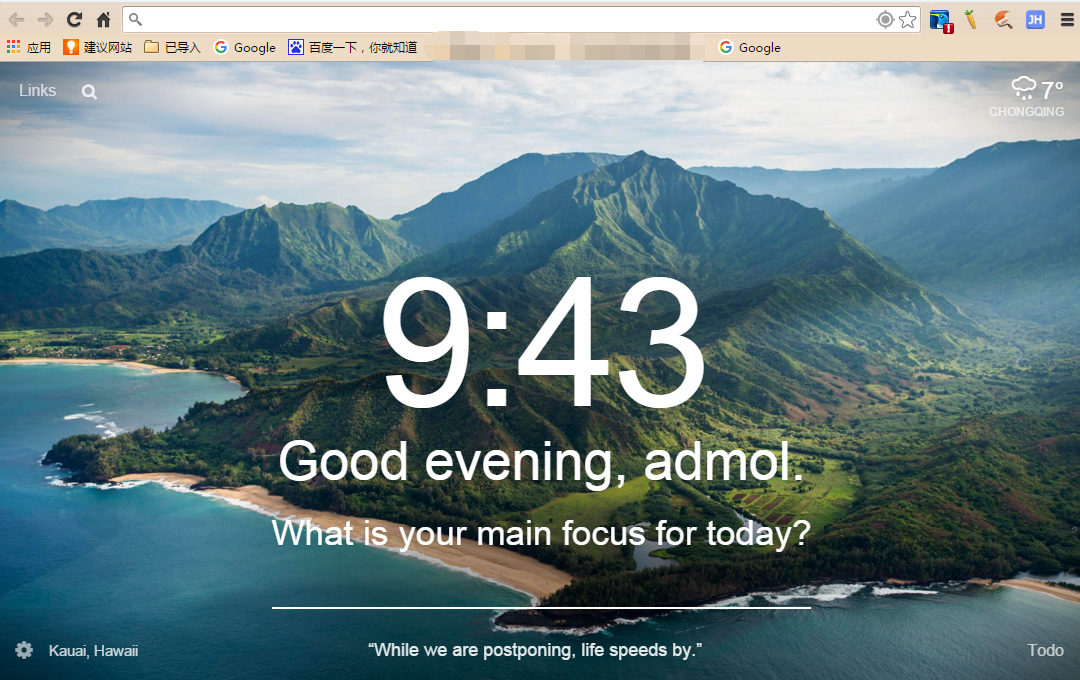 应用 建议网站 已导入 Google 百度一下，你就知道 Google
1
JH
Links
7°
CHONGQING
9:43
Good evening, admol.
What is your main focus for today?
Kauai, Hawaii
“While we are postponing, life speeds by.”
Todo